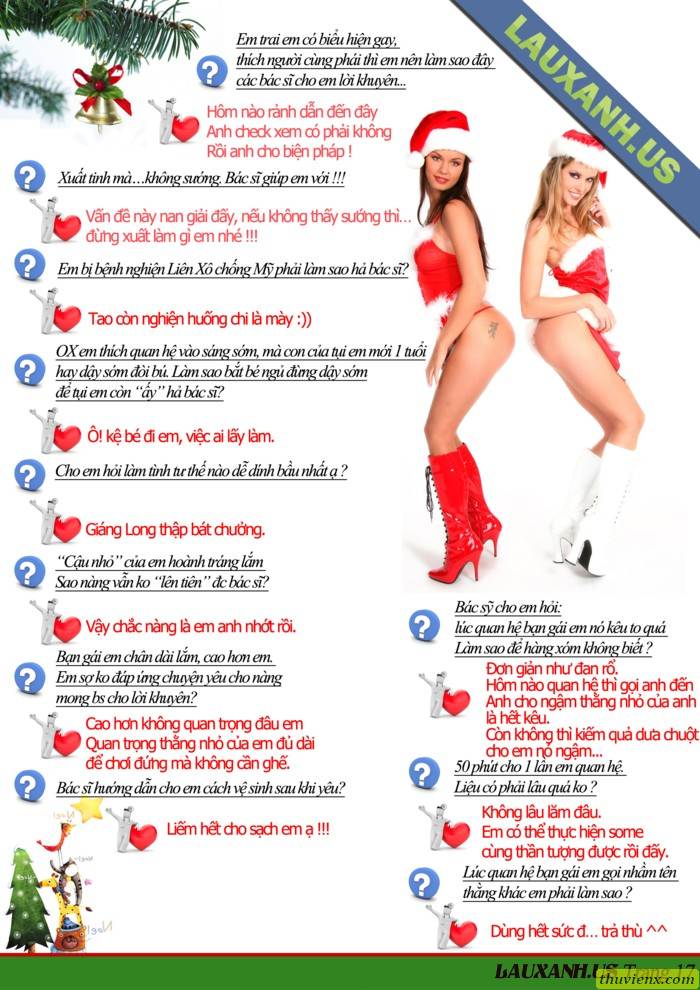 LAUXANH.US
Em trai em có biểu hiện gay,
thích người cùng phái thì em nên làm sao đây
các bác sĩ cho em lời khuyên...
Hôm nào rảnh dẫn đến đây
Anh check xem có phải không
Rồi anh cho biện pháp !
Xuất tinh mà…không sướng. Bác sĩ giúp em với !!!
Vấn đề này nan giải đấy, nếu không thấy sướng thì…
đừng xuất làm gì em nhé !!!
Em bị bệnh nghiện Liên Xô chống Mỹ phải làm sao hả bác sĩ?
Tao còn nghiện huống chi là mày :))
OX em thích quan hệ vào sáng sớm, mà con của tụi em mới 1 tuổi
hay dậy sớm đòi bú. Làm sao bắt bé ngủ đừng dậy sớm
để tụi em còn “ấy” hả bác sĩ?
Ô! kệ bé đi em, việc ai lấy làm.
Cho em hỏi làm tình tư thế nào dễ dính bầu nhất ạ ?
Giáng Long thập bát chưởng.
“Cậu nhỏ” của em hoành tráng lắm
Sao nàng vẫn ko “lên tiên” đc bác sĩ?
Vậy chắc nàng là em anh nhớt rồi.
Bạn gái em chân dài lắm, cao hơn em.
Em sợ ko đáp ứng chuyện yêu cho nàng
mong bs cho lời khuyên?
Cao hơn không quan trọng đâu em
Quan trọng thằng nhỏ của em đủ dài
để chơi đứng mà không cần ghế.
Bác sĩ hướng dẫn cho em cách vệ sinh sau khi yêu?
Liếm hết cho sạch em ạ !!!
Bác sỹ cho em hỏi:
lúc quan hệ bạn gái em nó kêu to quá
Làm sao để hàng xóm không biết ?
Đơn giản như đan rổ.
Hôm nào quan hệ thì gọi anh đến
Anh cho ngậm thằng nhỏ của anh
là hết kêu.
Còn không thì kiếm quả dưa chuột
cho em nó ngậm...
50 phút cho 1 lần em quan hệ.
Liệu có phải lâu quá ko ?
Không lâu lăm đâu.
Em có thể thực hiện some
cùng thần tượng được rồi đấy.
Lúc quan hệ bạn gái em gọi nhầm tên
thằng khác em phải làm sao ?
Dùng hết sức đ… trả thù ^^
LAUXANH.US Trang 17
thuvienx.com